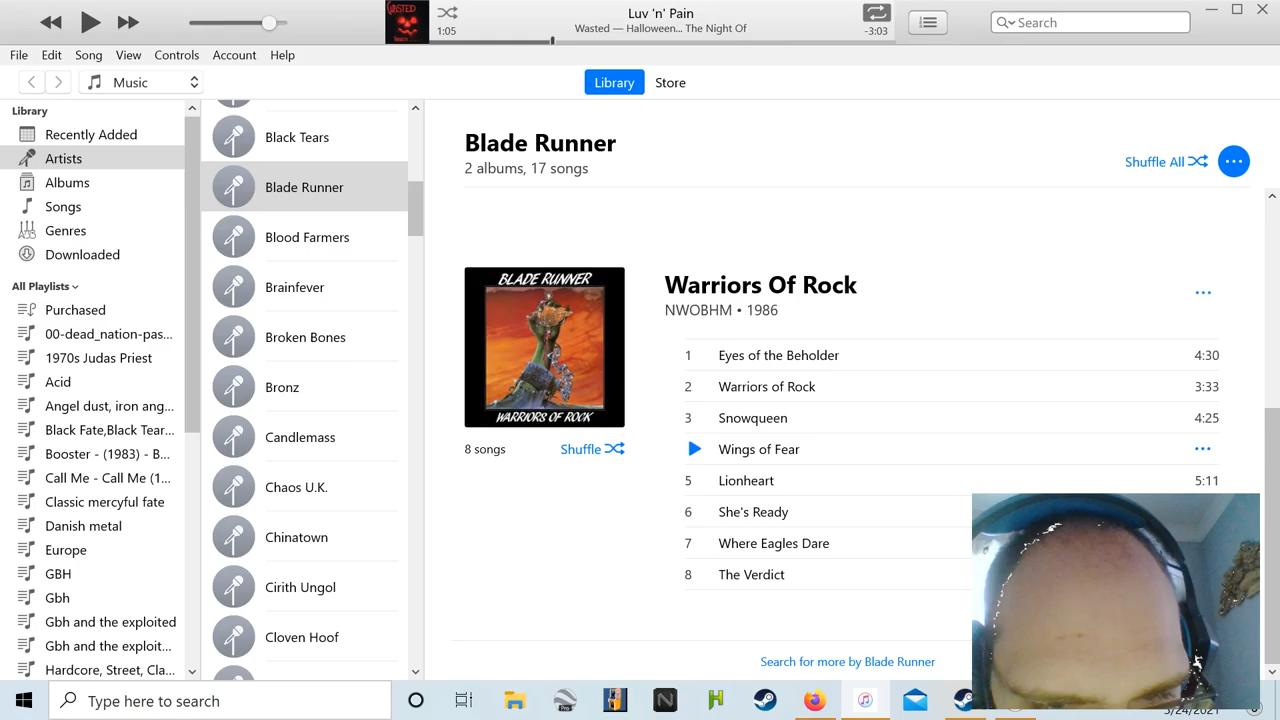 Luv 'n' Pain
1:05
Wasted — Halloween... The Night Of
-3:03
Search
File Edit Song View Controls Account Help
Music
Library Store
Library
Recently Added
Artists
Albums
Songs
Genres
Downloaded
All Playlists
Purchased
00-dead_nation-pas...
1970s Judas Priest
Acid
Angel dust, iron ang...
Black Fate,Black Tear...
Booster - (1983) - B...
Call Me - Call Me (1...
Classic mercyful fate
Danish metal
Europe
GBH
Gbh
Gbh and the exploited
Gbh and the exploit...
Hardcore, Street, Cla...
Black Tears
Blade Runner
Blood Farmers
Brainfever
Broken Bones
Bronz
Candlemass
Chaos U.K.
Chinatown
Cirith Ungol
Cloven Hoof
Blade Runner
2 albums, 17 songs
Shuffle All
BLADE RUNNER
WARRIORS OF ROCK
8 songs Shuffle
Warriors Of Rock
NWOBHM • 1986
1 Eyes of the Beholder 4:30
2 Warriors of Rock 3:33
3 Snowqueen 4:25
Wings of Fear
5 Lionheart 5:11
6 She's Ready
7 Where Eagles Dare
8 The Verdict
Search for more by Blade Runner
Type here to search